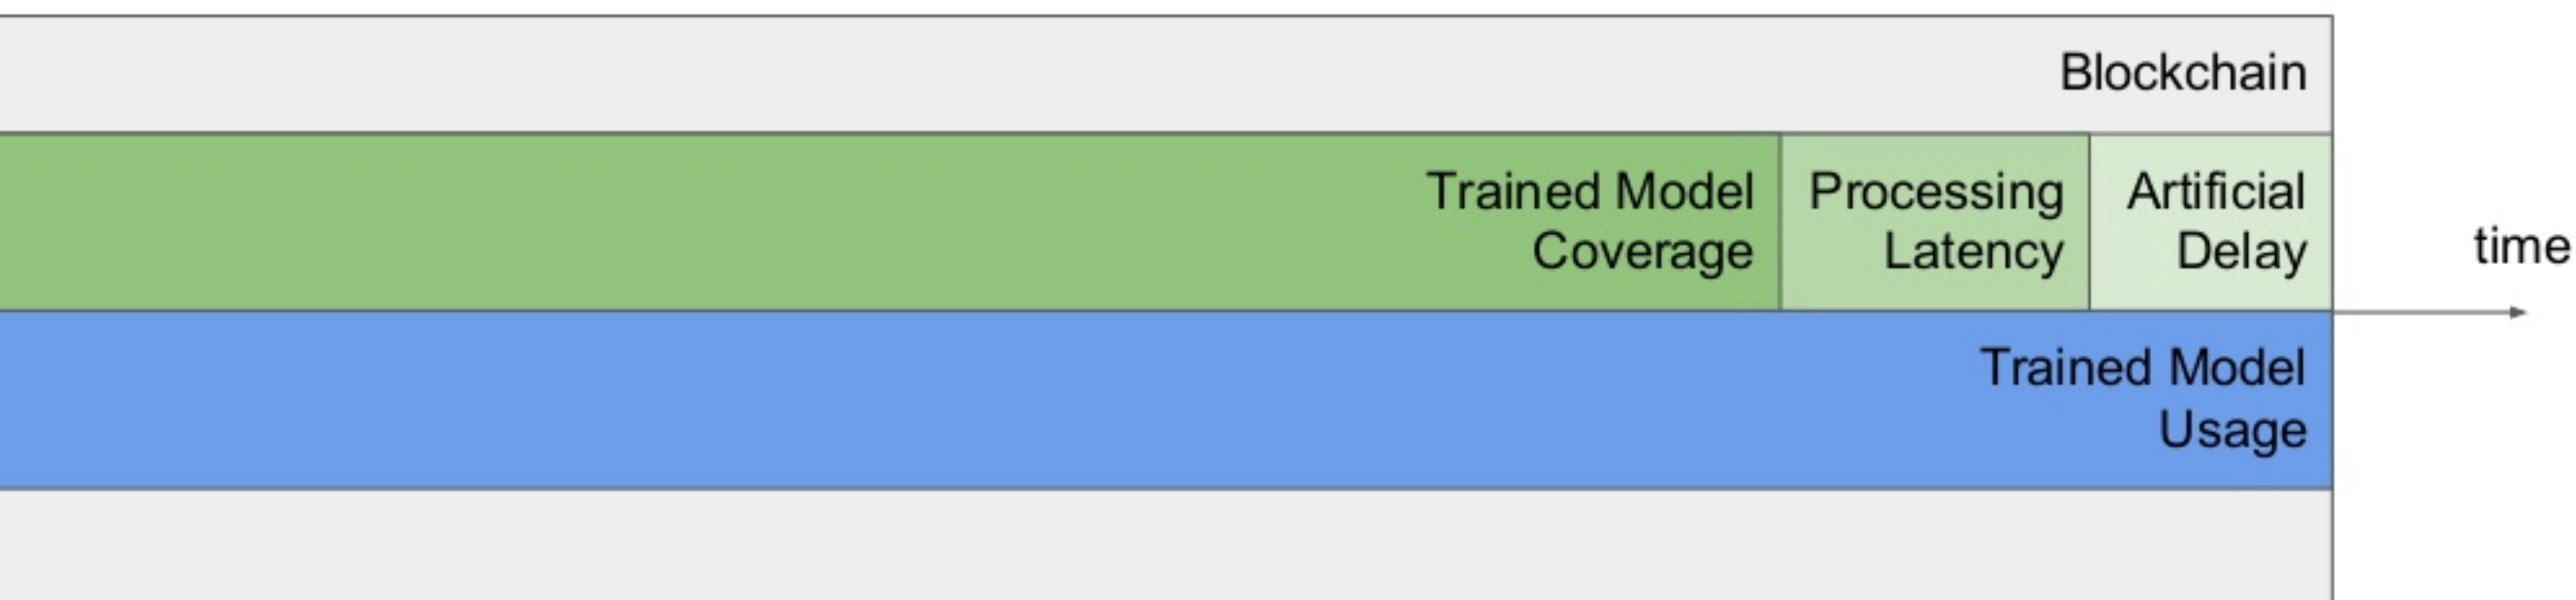 Blockchain
Trained Model
Coverage
Processing
Latency
Artificial
Delay
time
Trained Model
Usage